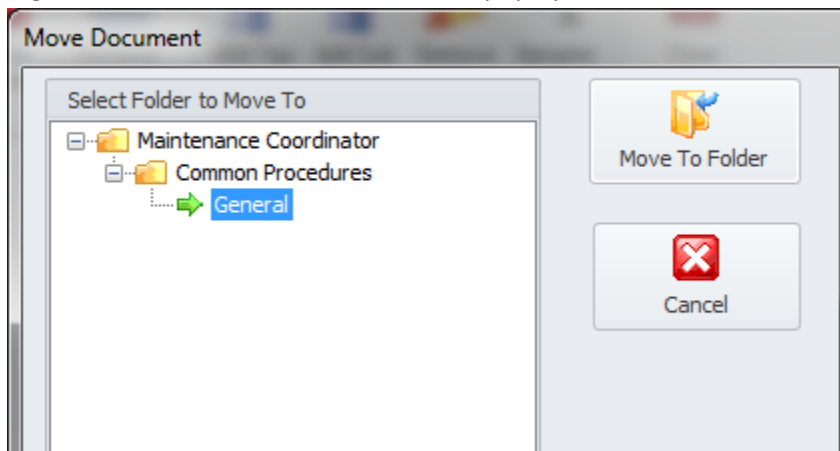 Move Document
Select Folder to Move To
Maintenance Coordinator
Common Procedures
General
Move To Folder
Cancel